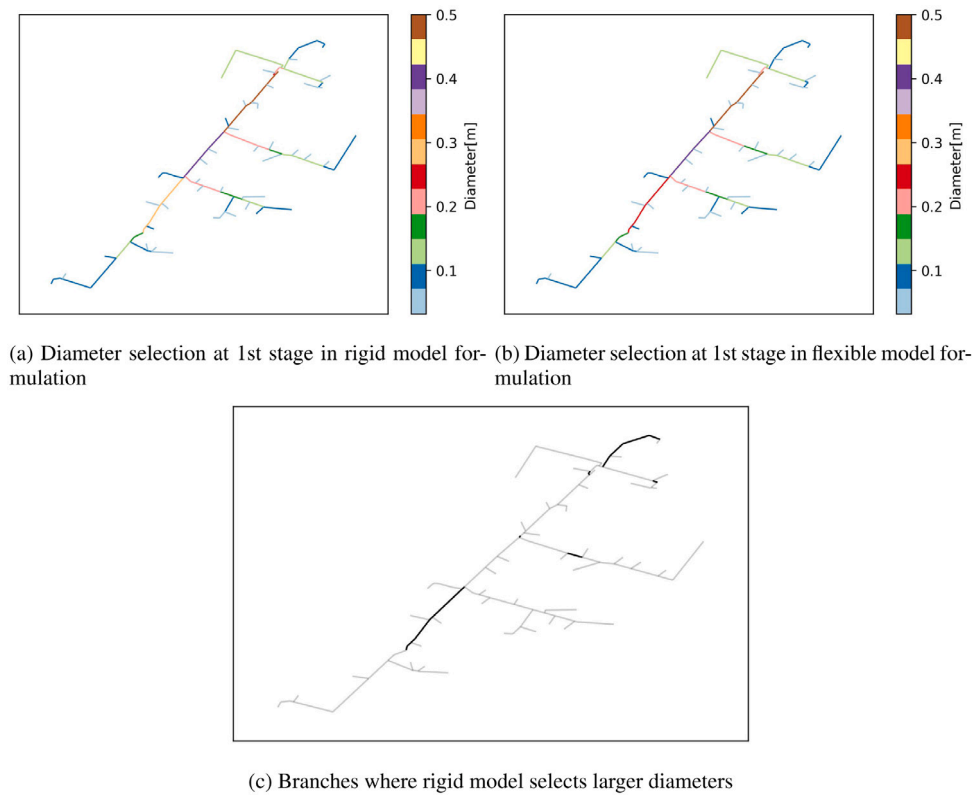 0.5
0.4
0.3
0.2
0.1
Diameter[m]
0.5
0.4
0.3
0.2
0.1
Diameter[m]
(a) Diameter selection at 1st stage in rigid model for-
mulation
(b) Diameter selection at 1st stage in flexible model for-
mulation
(c) Branches where rigid model selects larger diameters